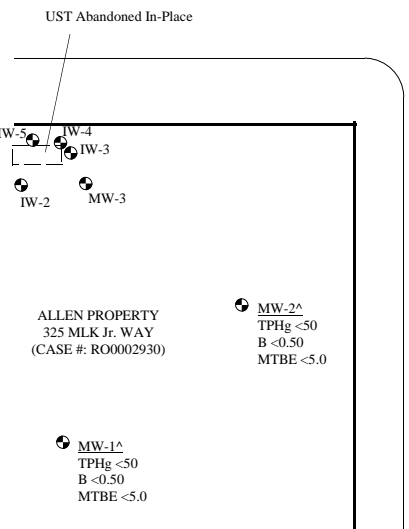 UST Abandoned In-Place
IW-4
IW-3
IW-2
MW-3
ALLEN PROPERTY
325 MLK Jr. WAY
(CASE #: RO0002930)
MW-2^
TPHg <50
B <0.50
MTBE <5.0
MW-1^
TPHg <50
B <0.50
MTBE <5.0